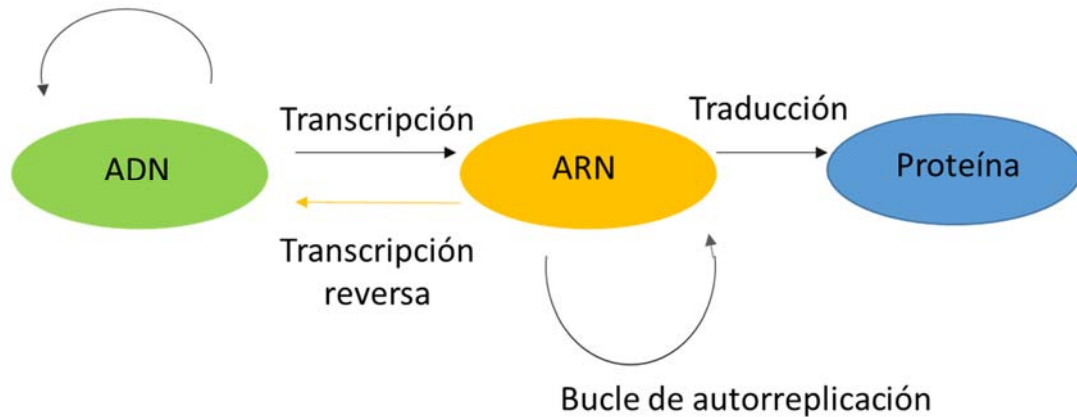 Transcripción
Traducción
ADN
ARN
Proteína
Transcripción
reversa
Bucle de autorreplicación